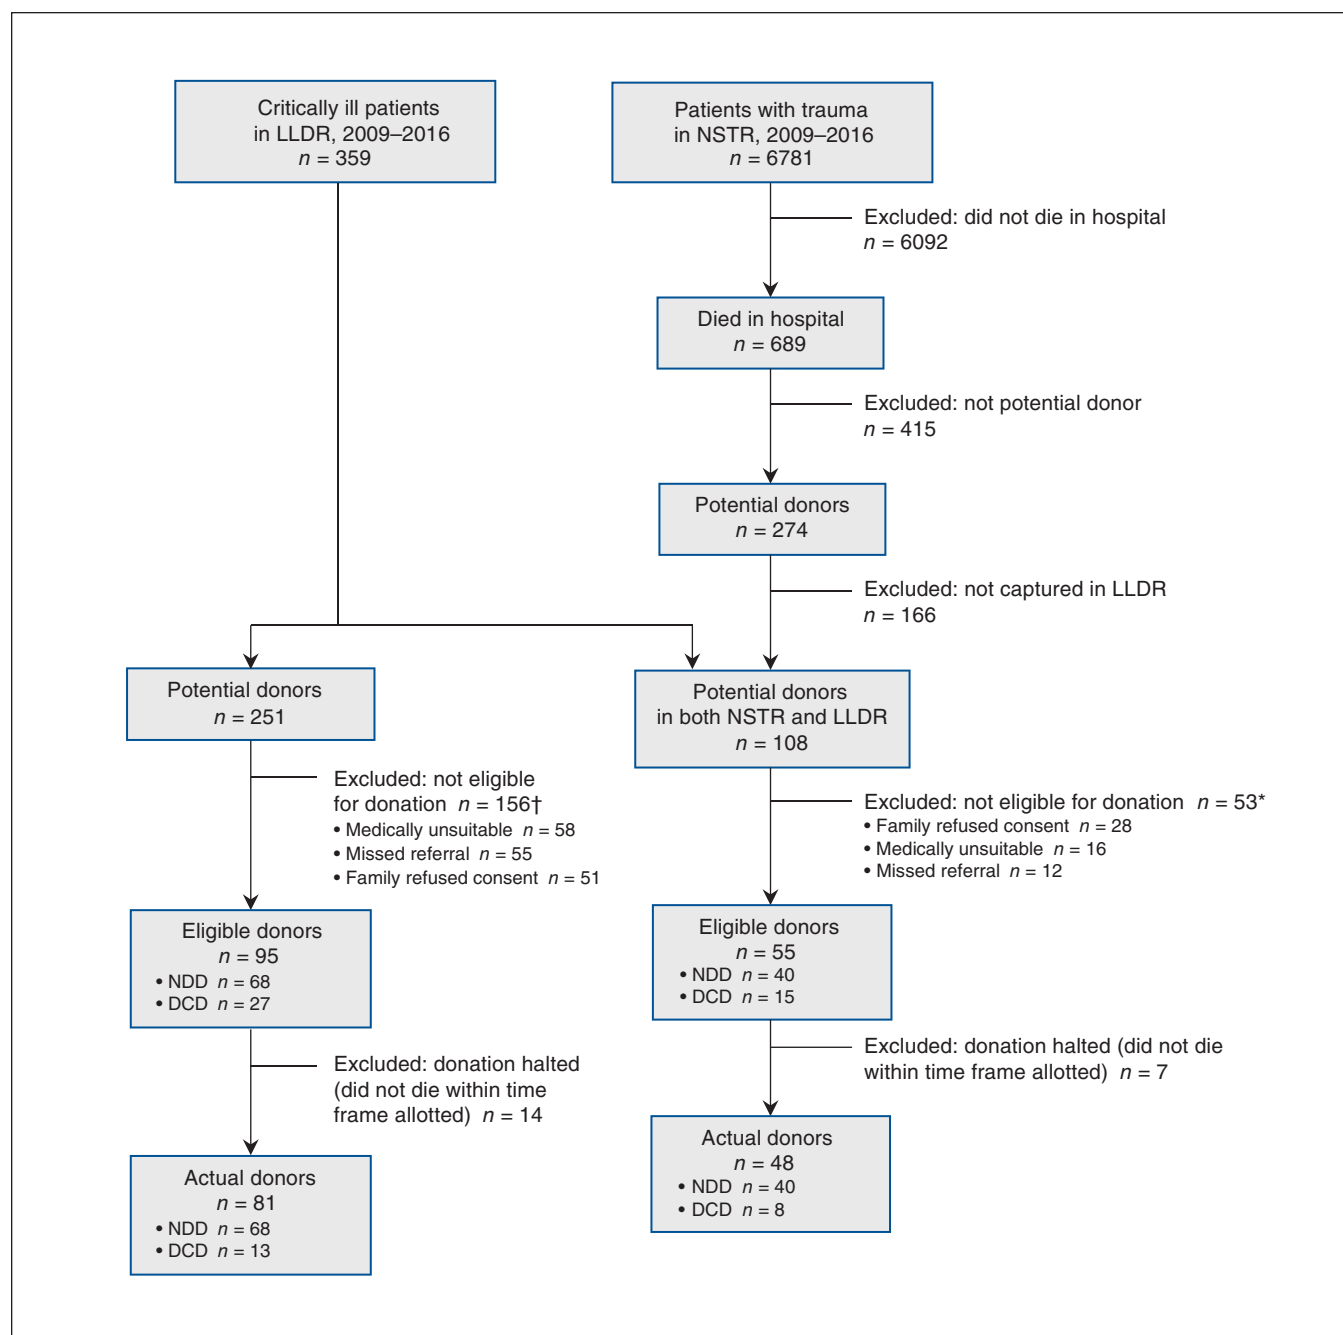 Critically ill patients
in LLDR, 2009–2016
n = 359
Patients with trauma
in NSTR, 2009–2016
n = 6781
Excluded: did not die in hospital
n = 6092
Died in hospital
n = 689
Excluded: not potential donor
n = 415
Potential donors
n = 274
Excluded: not captured in LLDR
n = 166
Potential donors
n = 251
Potential donors
in both NSTR and LLDR
n = 108
Excluded: not eligible
for donation n = 156†
• Medically unsuitable n = 58
• Missed referral n = 55
• Family refused consent n = 51
Excluded: not eligible for donation n = 53*
• Family refused consent n = 28
• Medically unsuitable n = 16
• Missed referral n = 12
Eligible donors
n = 95
• NDD n = 68
• DCD n = 27
Eligible donors
n = 55
• NDD n = 40
• DCD n = 15
Excluded: donation halted
(did not die within time
frame allotted) n = 14
Excluded: donation halted (did not die
within time frame allotted) n = 7
Actual donors
n = 81
• NDD n = 68
• DCD n = 13
Actual donors
n = 48
• NDD n = 40
• DCD n = 8